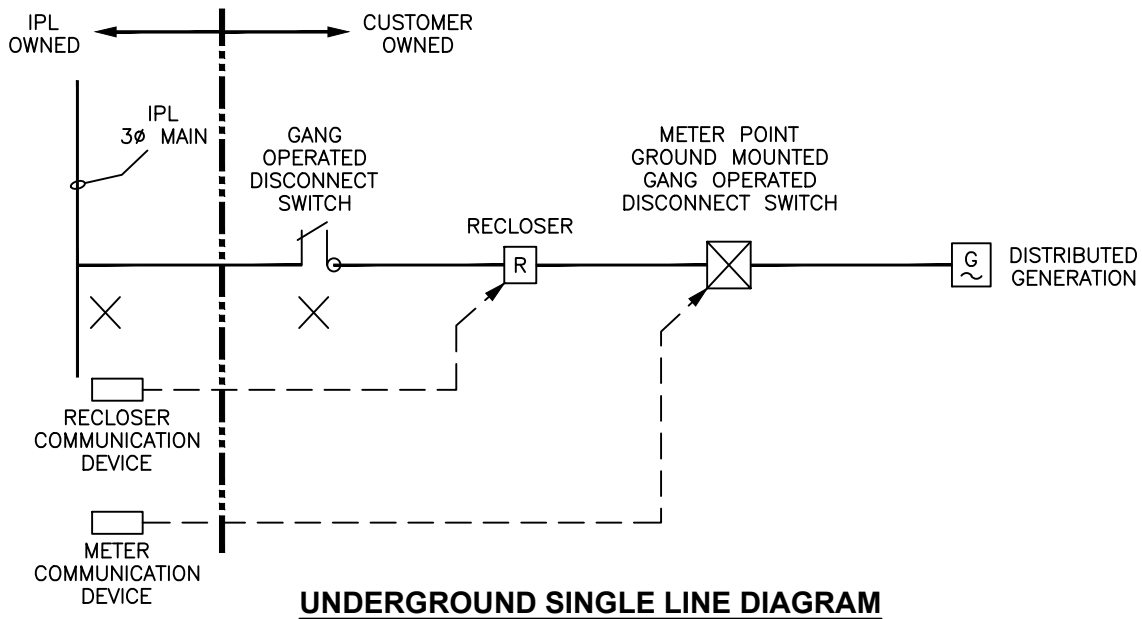 IPL
OWNED
CUSTOMER
OWNED
IPL
3ø MAIN
GANG
OPERATED
DISCONNECT
SWITCH
METER POINT
GROUND MOUNTED
GANG OPERATED
DISCONNECT SWITCH
RECLOSER
R
G
DISTRIBUTED
GENERATION
RECLOSER
COMMUNICATION
DEVICE
METER
COMMUNICATION
DEVICE
UNDERGROUND SINGLE LINE DIAGRAM